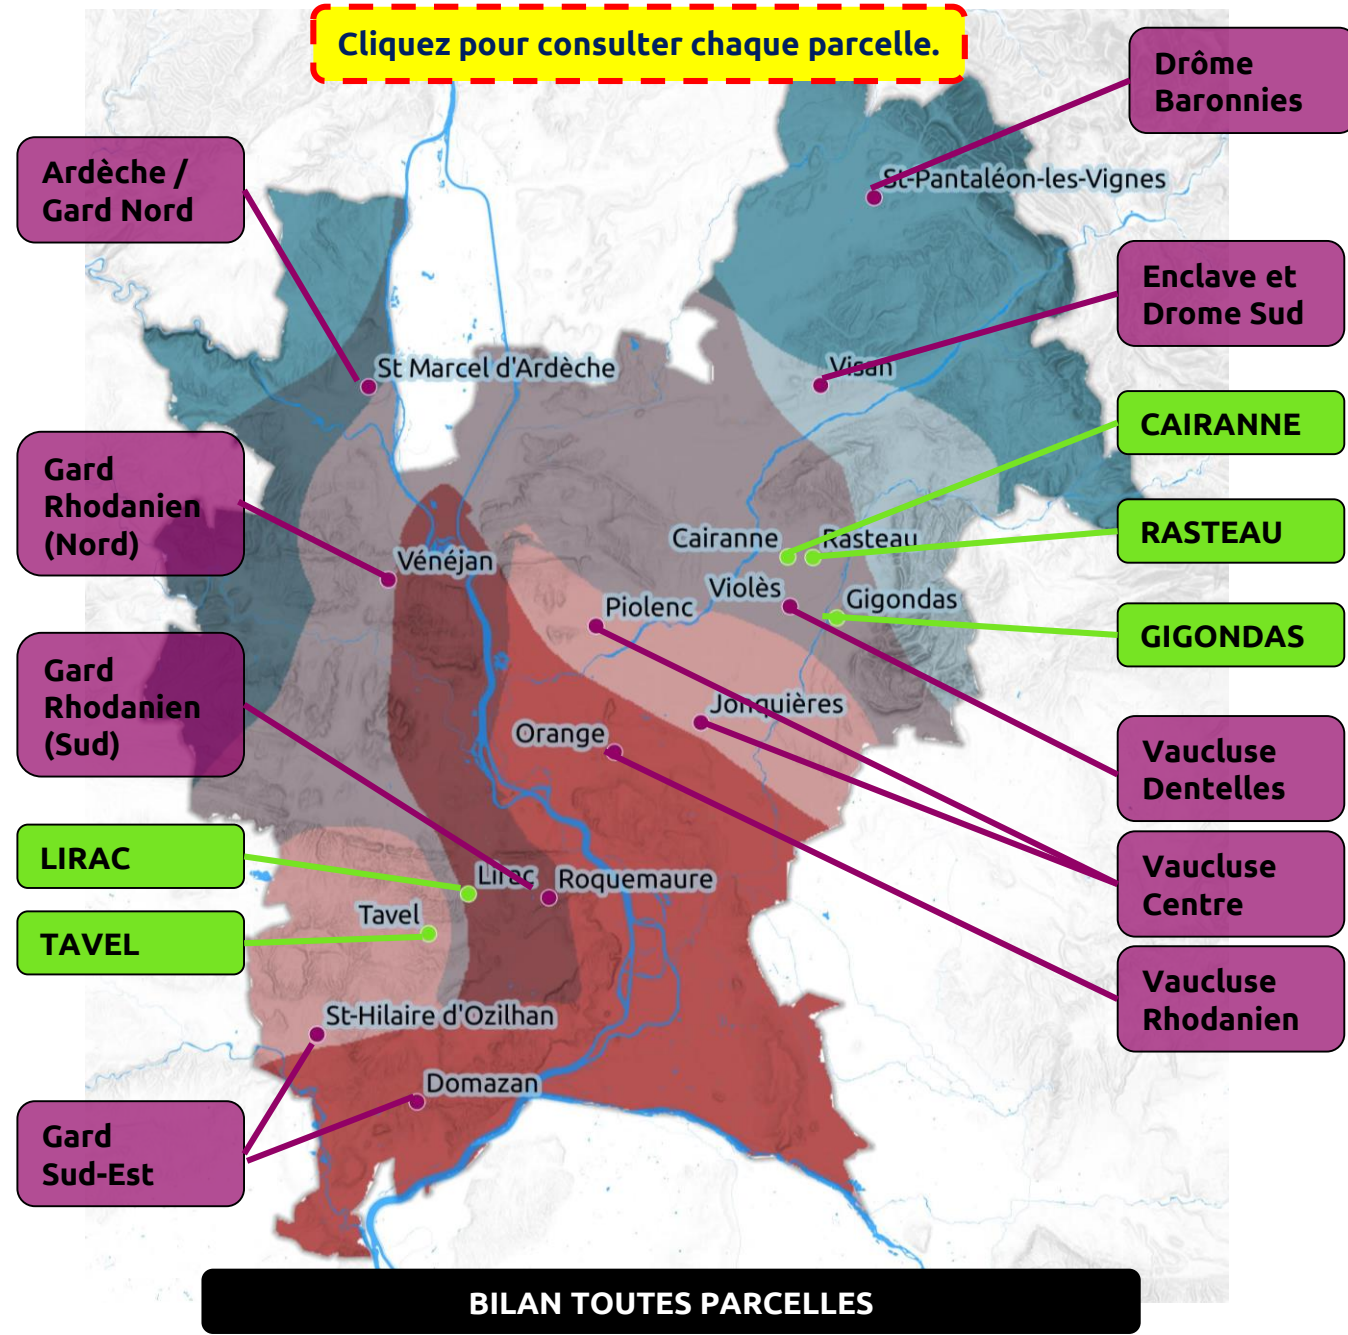 Cliquez pour consulter chaque parcelle.
Drôme
Baronnies
Ardèche /
Gard Nord
St-Pantaléon-les-Vignes
Enclave et
Drome Sud
St Marcel d'Ardèche
Visan
CAIRANNE
Gard
Rhodanien
(Nord)
Cairanne
Rasteau
RASTEAU
Vénéjan
Violès
Gigondas
Piolenc
GIGONDAS
Gard
Rhodanien
(Sud)
Jonquières
Orange
Vaucluse
Dentelles
LIRAC
Lirac
Roquemaure
Vaucluse
Centre
Tavel
TAVEL
Vaucluse
Rhodanien
St-Hilaire d'Ozilhan
Domazan
Gard
Sud-Est
BILAN TOUTES PARCELLES